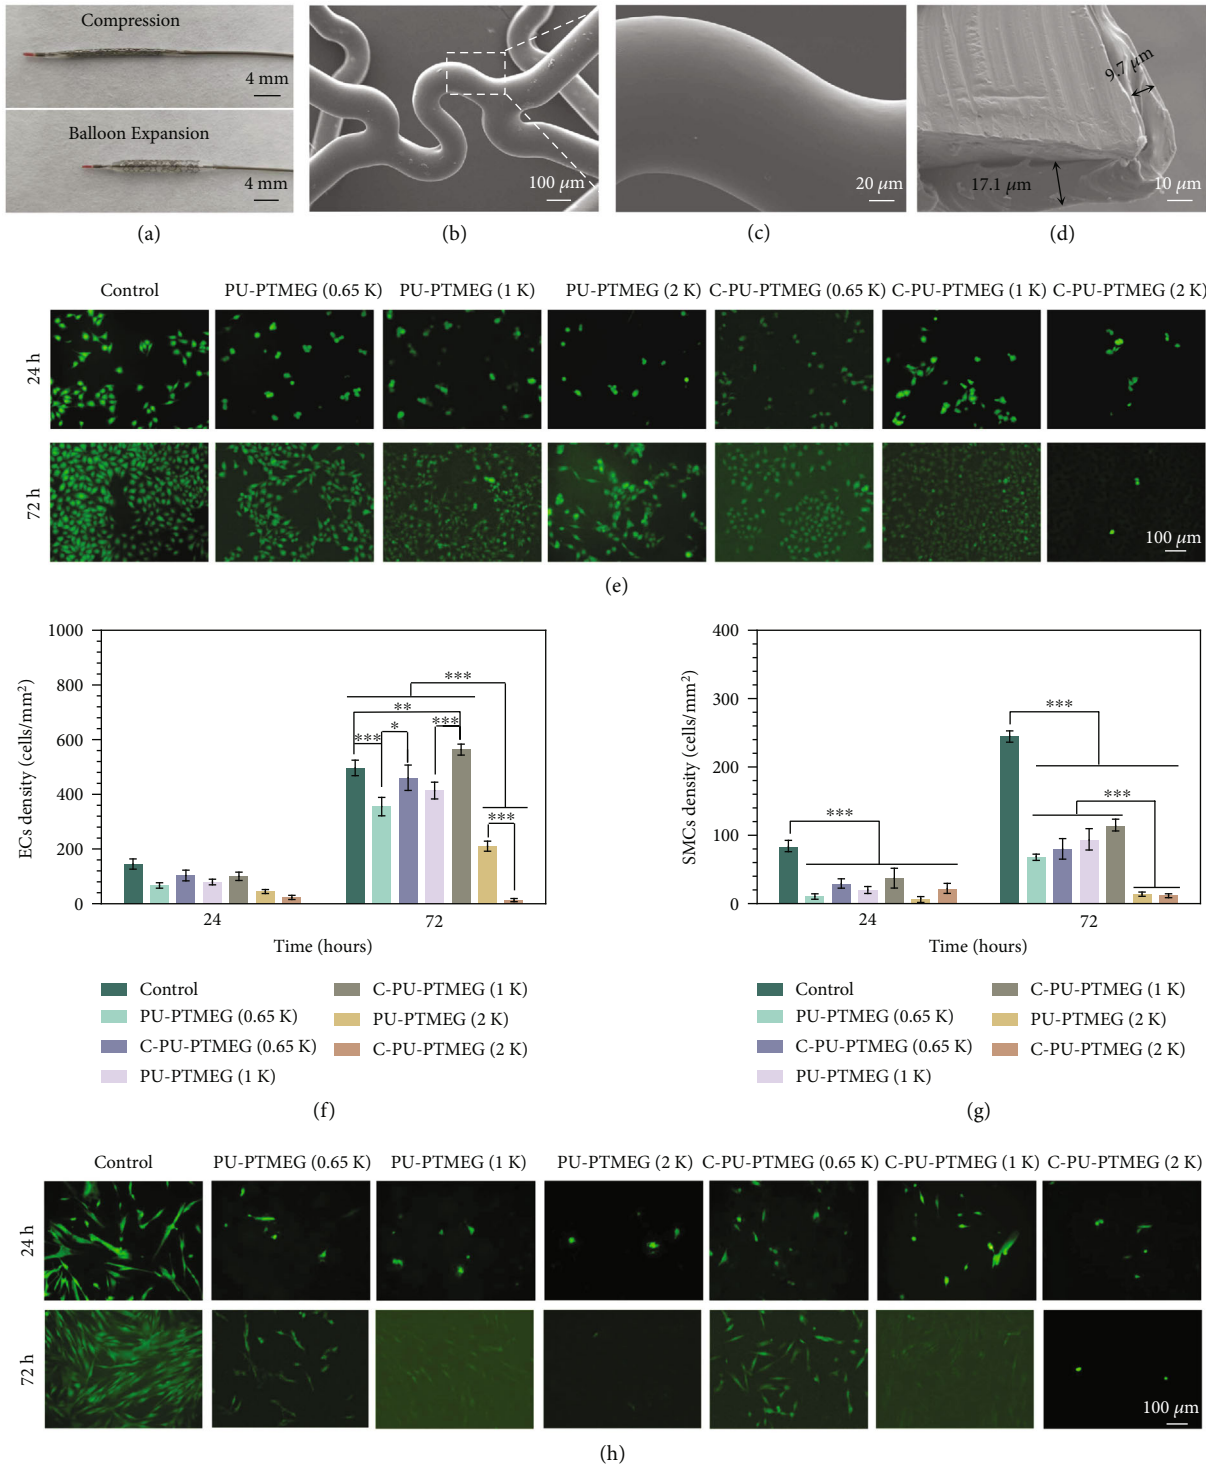 Compression
4 mm
Balloon Expansion
4 mm
100 μm
20 μm
9.7 μm
17.1 μm
10 μm
(a)
(b)
(c)
(d)
Control
PU-PTMEG (0.65 K)
PU-PTMEG (1 K)
PU-PTMEG (2 K)
C-PU-PTMEG (0.65 K)
C-PU-PTMEG (1 K)
C-PU-PTMEG (2 K)
24 h
72 h
100 μm
(e)
1000
800
600
400
200
0
ECs density (cells/mm²)
***
**
***
*
***
***
24
72
Time (hours)
Control
PU-PTMEG (0.65 K)
C-PU-PTMEG (0.65 K)
PU-PTMEG (1 K)
C-PU-PTMEG (1 K)
PU-PTMEG (2 K)
C-PU-PTMEG (2 K)
(f)
400
300
200
100
0
SMCs density (cells/mm²)
***
***
***
24
72
Time (hours)
Control
PU-PTMEG (0.65 K)
C-PU-PTMEG (0.65 K)
PU-PTMEG (1 K)
C-PU-PTMEG (1 K)
PU-PTMEG (2 K)
C-PU-PTMEG (2 K)
(g)
Control
PU-PTMEG (0.65 K)
PU-PTMEG (1 K)
PU-PTMEG (2 K)
C-PU-PTMEG (0.65 K)
C-PU-PTMEG (1 K)
C-PU-PTMEG (2 K)
24 h
72 h
100 μm
(h)